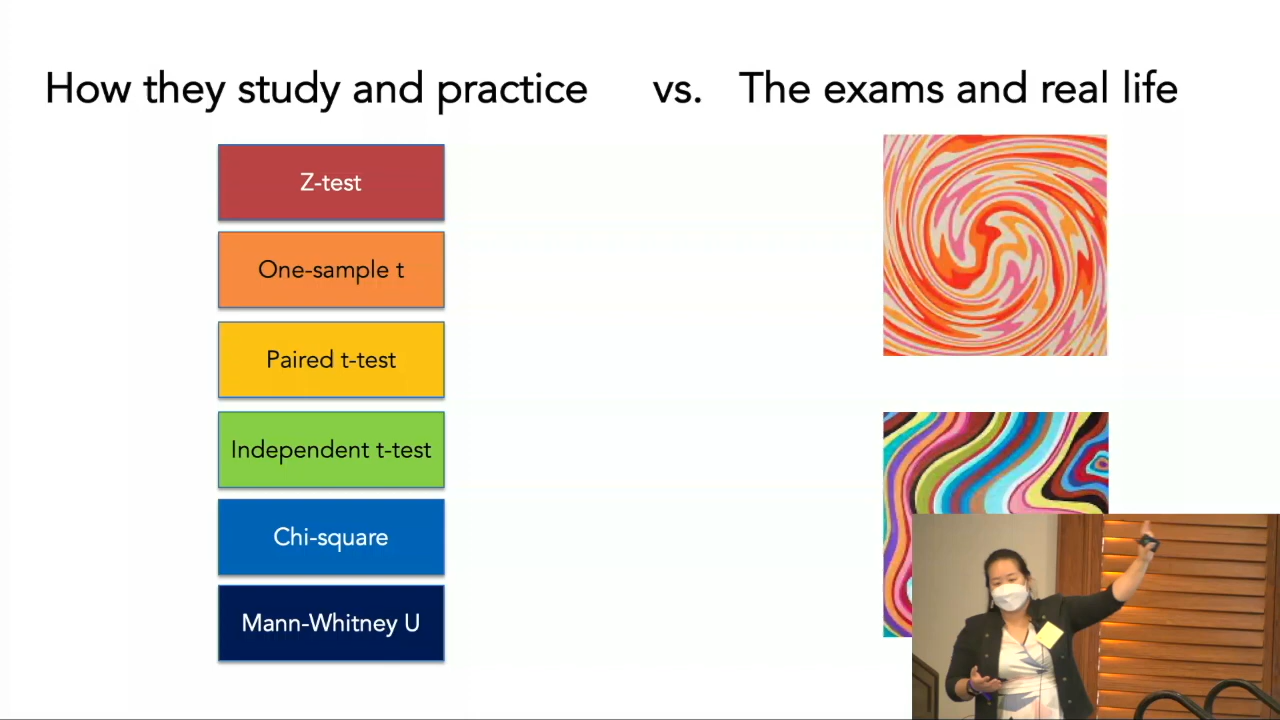 How they study and practice vs. The exams and real life
Z-test
One-sample t
Paired t-test
Independent t-test
Chi-square
Mann-Whitney U